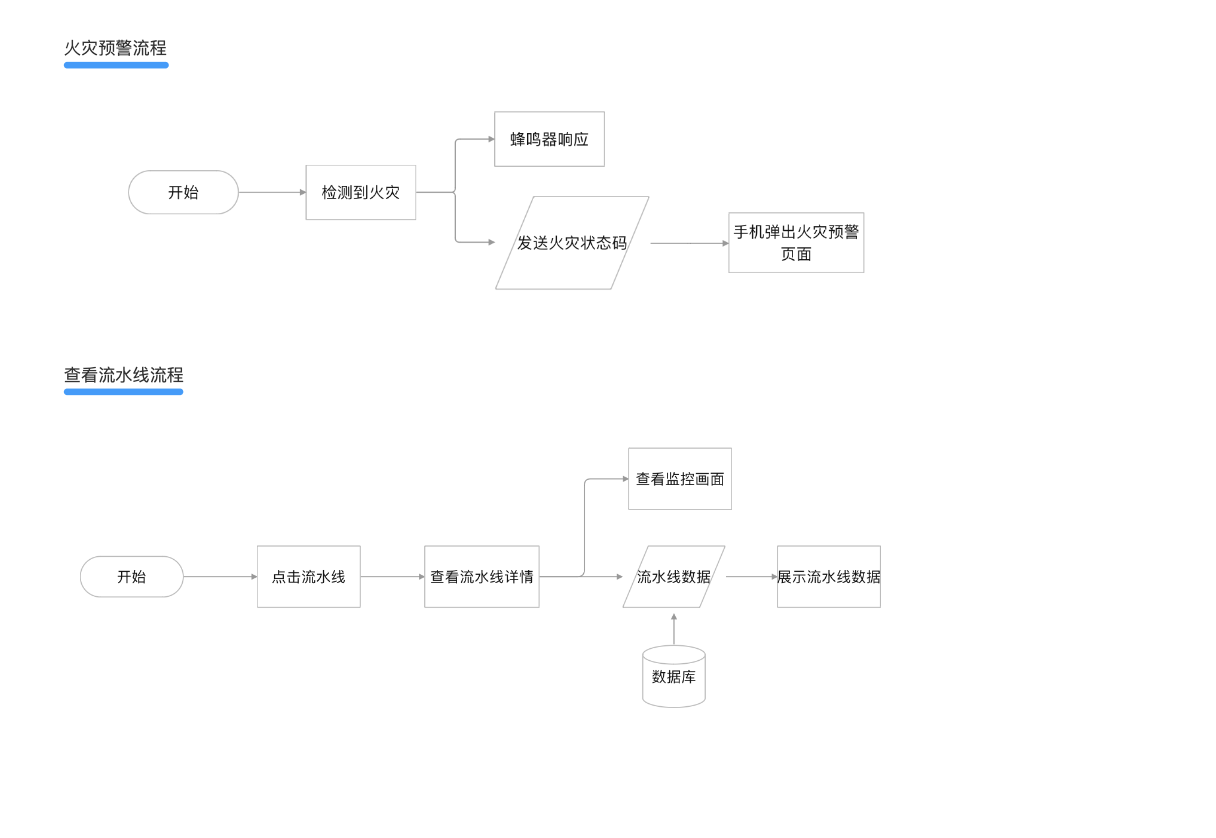 火灾预警流程
蜂鸣器响应
开始
检测到火灾
发送火灾状态码
手机弹出火灾预警
页面
查看流水线流程
查看监控画面
开始
点击流水线
查看流水线详情
流水线数据
展示流水线数据
数据库